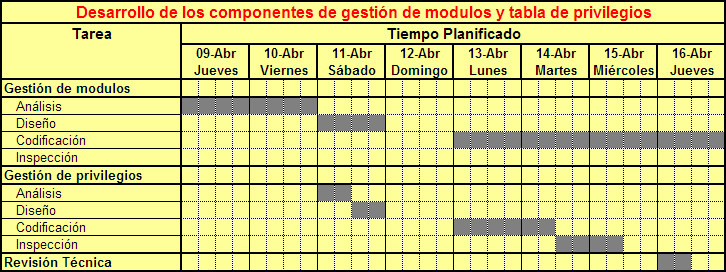 Desarrollo de los componentes de gestión de modulos y tabla de privilegios
Tarea
Tiempo Planificado
09-Abr 10-Abr 11-Abr 12-Abr 13-Abr 14-Abr 15-Abr 16-Abr
Jueves Viernes Sábado Domingo Lunes Martes Miércoles Jueves
Gestión de modulos
Análisis
Diseño
Codificación
Inspección
Gestión de privilegios
Análisis
Diseño
Codificación
Inspección
Revisión Técnica